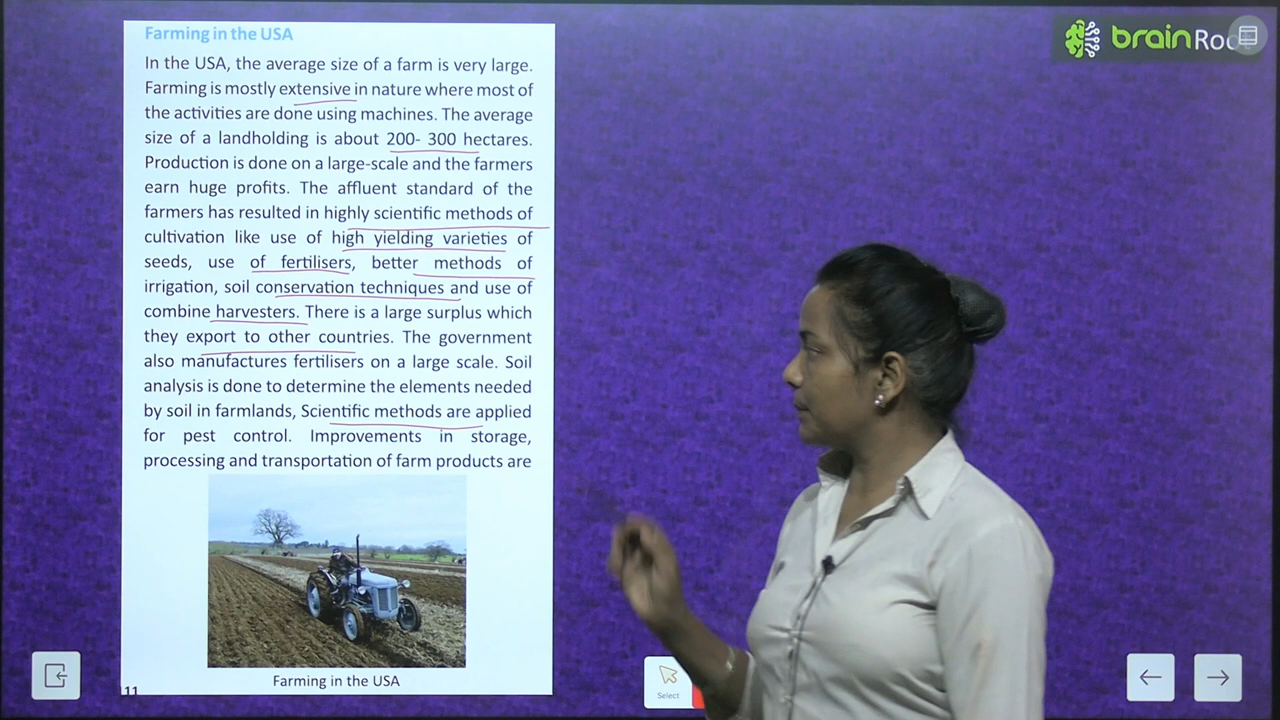 Farming in the USA
In the USA, the average size of a farm is very large.
Farming is mostly extensive in nature where most of
the activities are done using machines. The average
size of a landholding is about 200- 300 hectares.
Production is done on a large-scale and the farmers
earn huge profits. The affluent standard of the
farmers has resulted in highly scientific methods of
cultivation like use of high yielding varieties of
seeds, use of fertilisers, better methods of
irrigation, soil conservation techniques and use of
combine harvesters. There is a large surplus which
they export to other countries. The government
also manufactures fertilisers on a large scale. Soil
analysis is done to determine the elements needed
by soil in farmlands, Scientific methods are applied
for pest control. Improvements in storage,
processing and transportation of farm products are
Farming in the USA
11
brain
Select